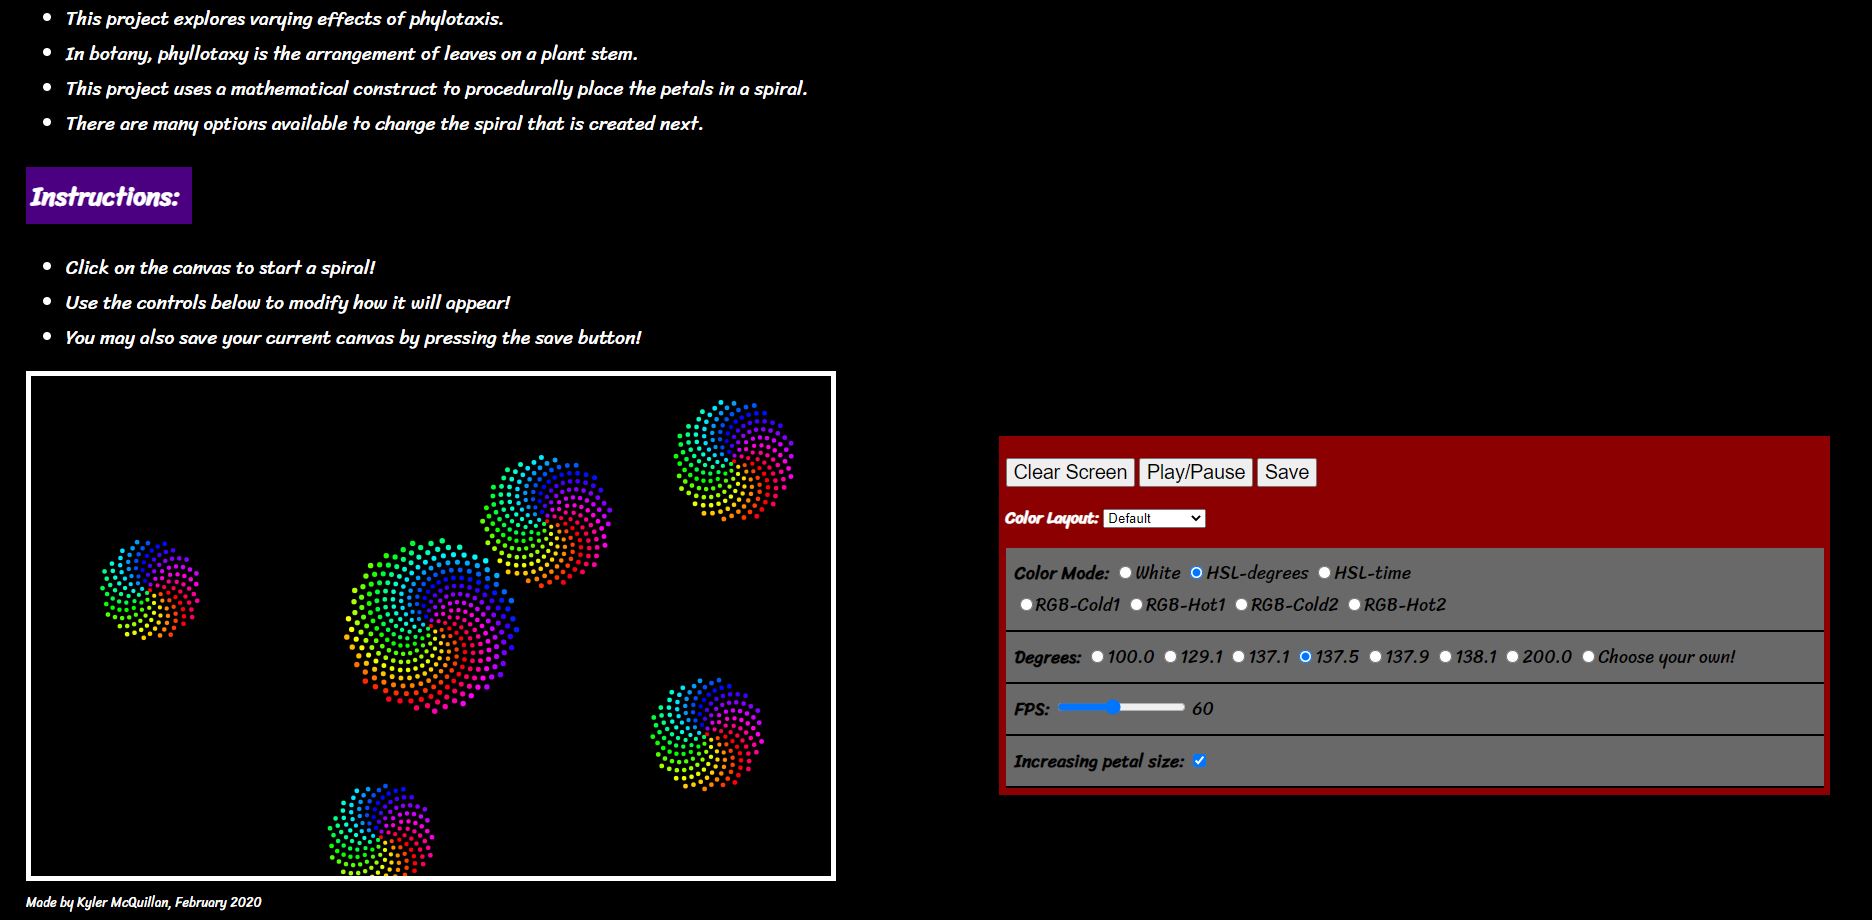 This project explores varying effects of phylotaxis.
In botany, phyllotaxy is the arrangement of leaves on a plant stem.
This project uses a mathematical construct to procedurally place the petals in a spiral.
There are many options available to change the spiral that is created next.
Instructions:
Click on the canvas to start a spiral!
Use the controls below to modify how it will appear!
You may also save your current canvas by pressing the save button!
Clear Screen Play/Pause Save
Color Layout: Default
Color Mode: White HSL-degrees HSL-time
RGB-Cold1 RGB-Hot1 RGB-Cold2 RGB-Hot2
Degrees: 100.0 129.1 137.1 137.5 137.9 138.1 200.0 Choose your own!
FPS: 60
Increasing petal size:
Made by Kyler McQuillan, February 2020